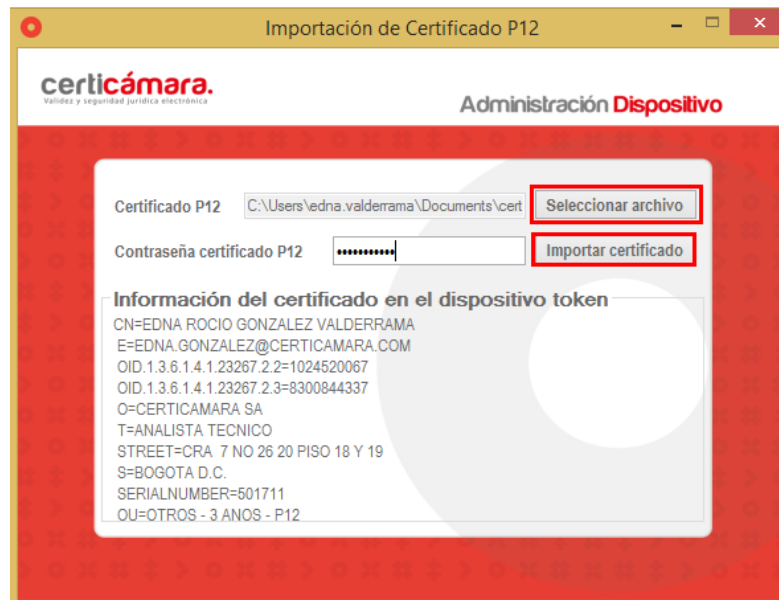 Importación de Certificado P12
certicámara.
Validez y seguridad jurídica electrónica
Administración Dispositivo
Certificado P12 C:\Users\edna.valderrama\Documents\cert Seleccionar archivo
Contraseña certificado P12 ••••••••••• Importar certificado
Información del certificado en el dispositivo token
CN=EDNA ROCIO GONZALEZ VALDERRAMA
E=EDNA.GONZALEZ@CERTICAMARA.COM
OID.1.3.6.1.4.1.23267.2.2=1024520067
OID.1.3.6.1.4.1.23267.2.3=8300844337
O=CERTICAMARA SA
T=ANALISTA TECNICO
STREET=CRA 7 NO 26 20 PISO 18 Y 19
S=BOGOTA D.C.
SERIALNUMBER=501711
OU=OTROS - 3 ANOS - P12